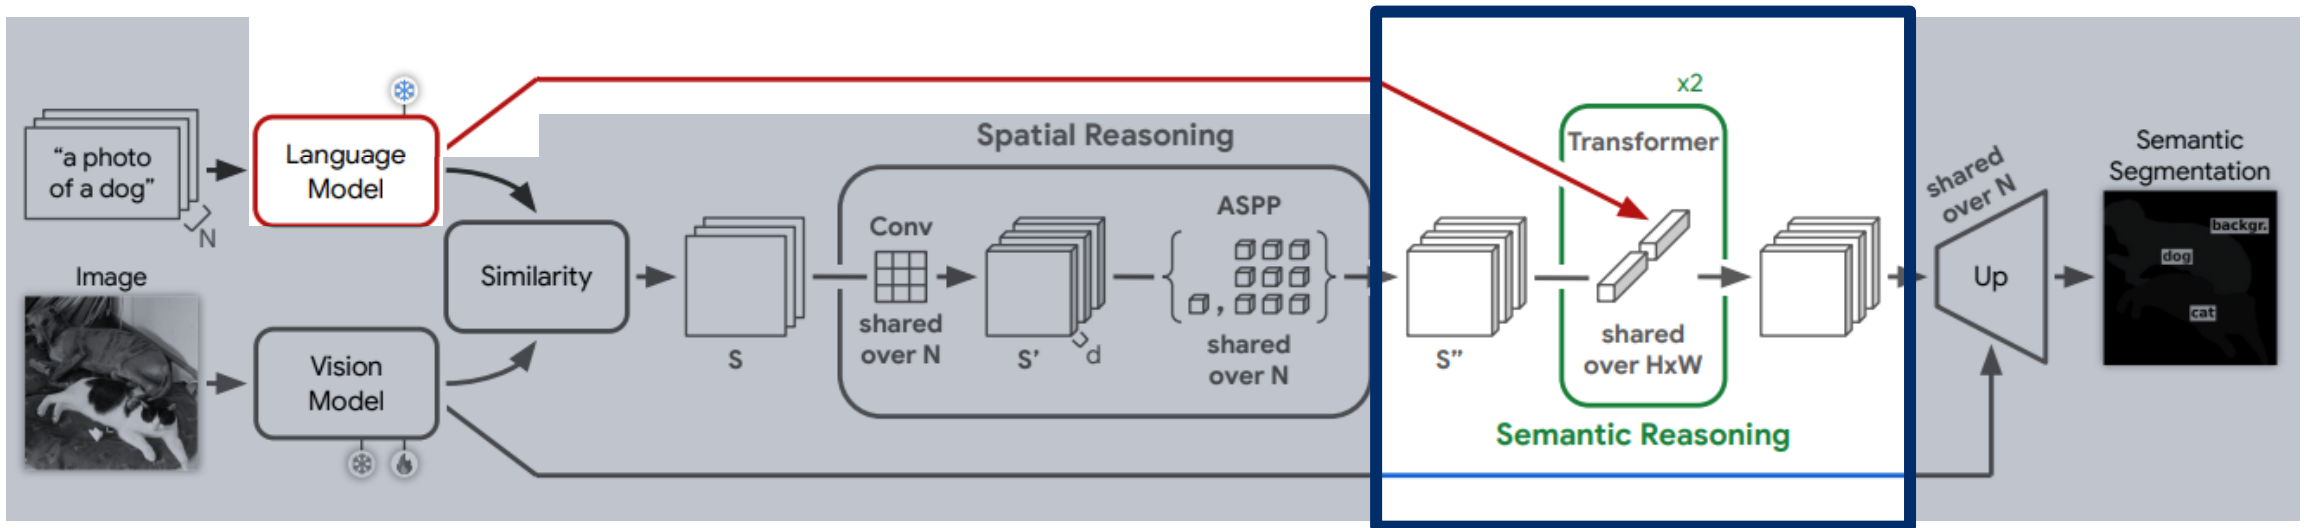 "a photo
of a dog"
N
Image
Language
Model
Vision
Model
Similarity
S
Spatial Reasoning
Conv
shared
over N
S'
d
ASPP
{ , }
shared
over N
S”
x2
Transformer
shared
over HxW
Semantic Reasoning
shared
over N
Up
Semantic
Segmentation
backgr.
dog
cat